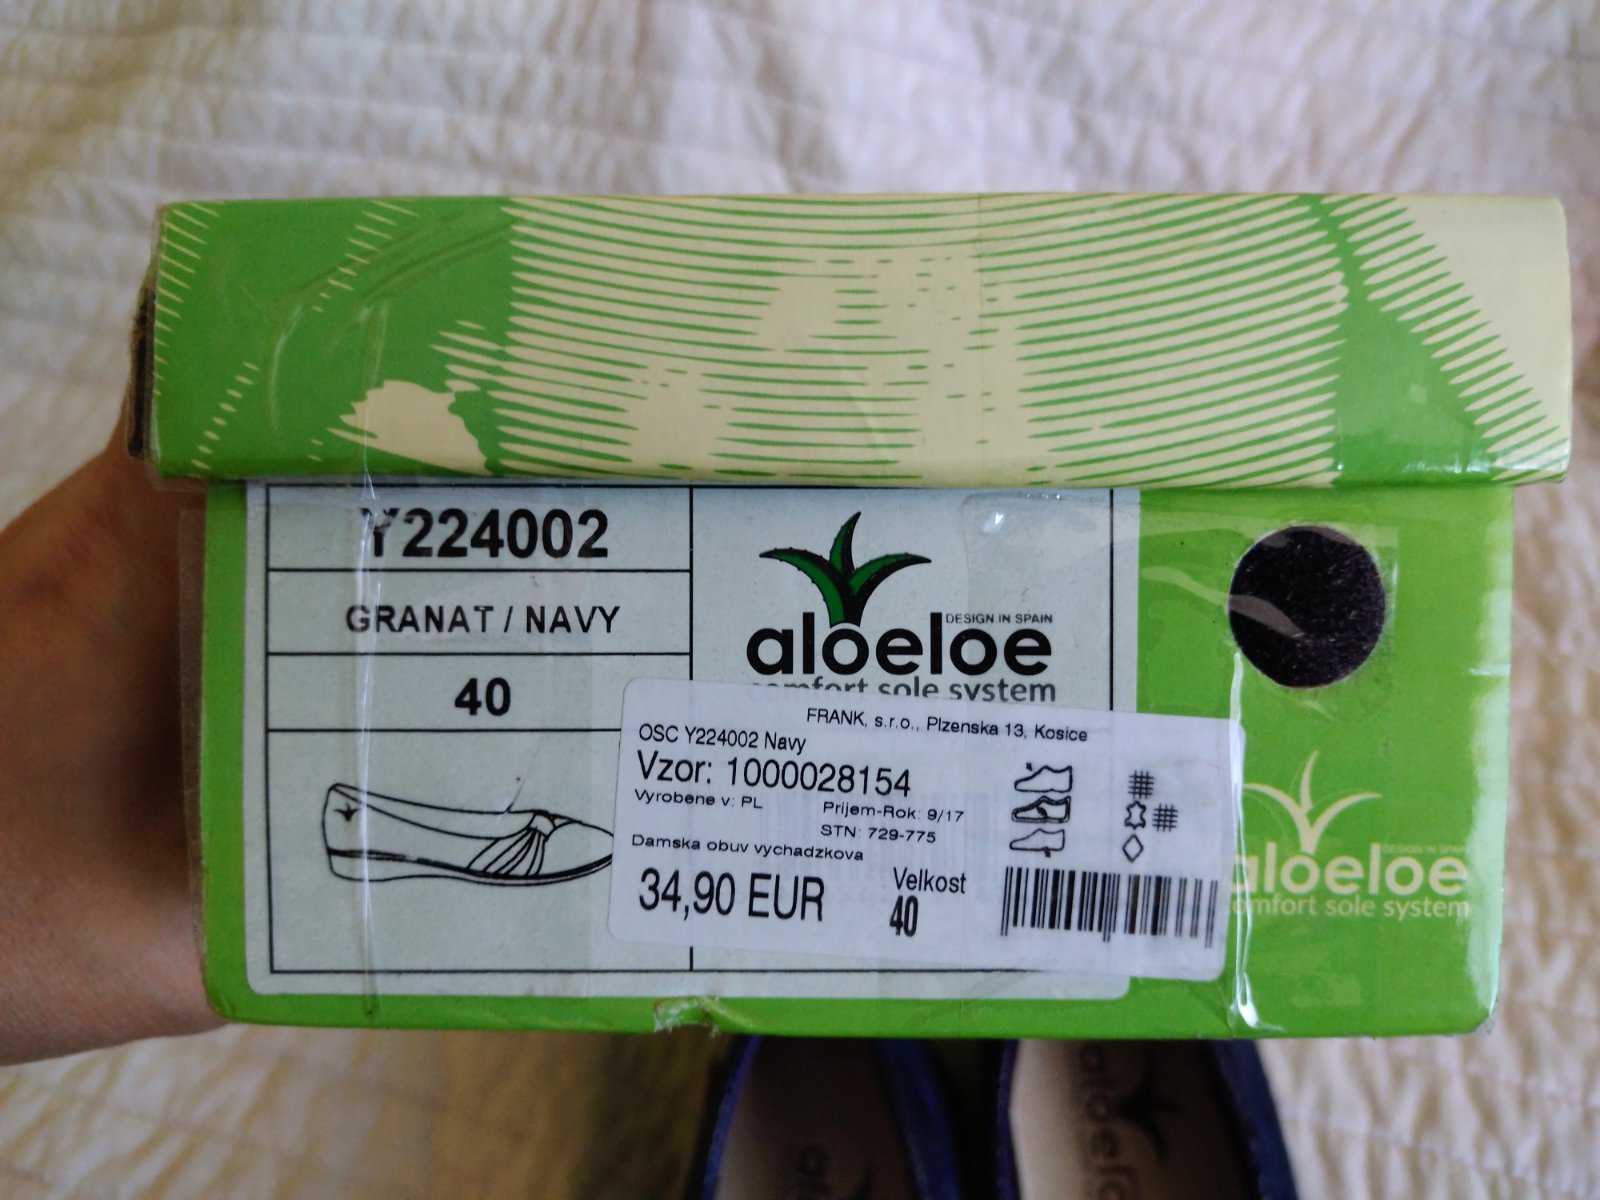 Y224002
GRANAT / NAVY
40
DESIGN IN SPAIN
aloeloe
comfort sole system
FRANK, s.r.o., Plzenska 13, Kosice
OSC Y224002 Navy
Vzor: 1000028154
Vyrobene v: PL
Prijem-Rok: 9/17
STN: 729-775
Damska obuv vychadzkova
34,90 EUR
Velkost
40
DESIGN IN SPAIN
aloeloe
comfort sole system
aloelo